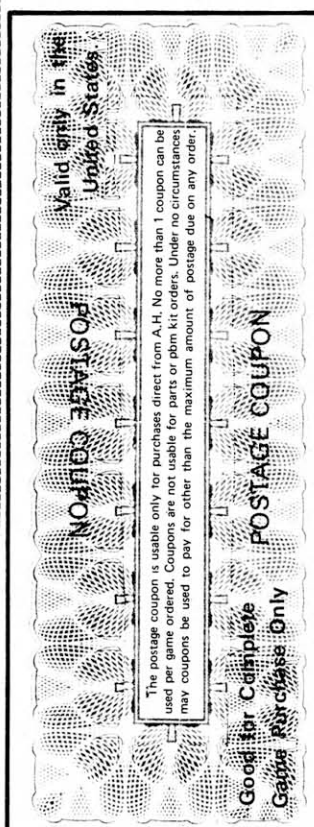 Valid only in the
United States.
POSTAGE COUPON
The postage coupon is usable only for purchases direct from A.H. No more than 1 coupon can be
used per game ordered. Coupons are not usable for parts or pbm kit orders. Under no circumstances
may coupons be used to pay for other than the maximum amount of postage due on any order.
POSTAGE COUPON
Good for Complete
Game Purchase Only